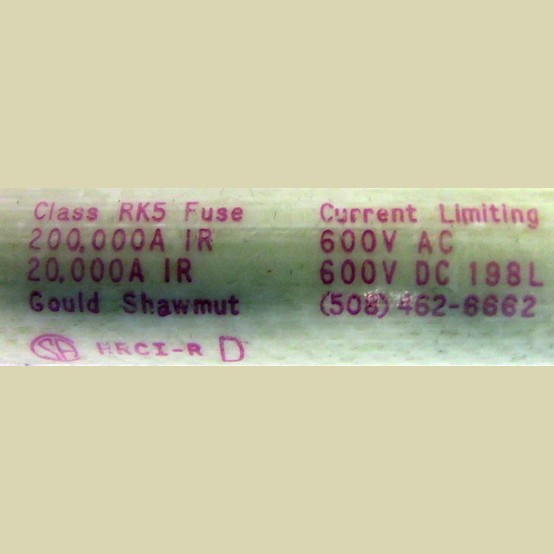 Class RK5 Fuse Current Limiting
200,000A IR 600V AC
20,000A IR 600V DC 198L
Gould Shawmut (508) 462-6662
SA HRCI-R D